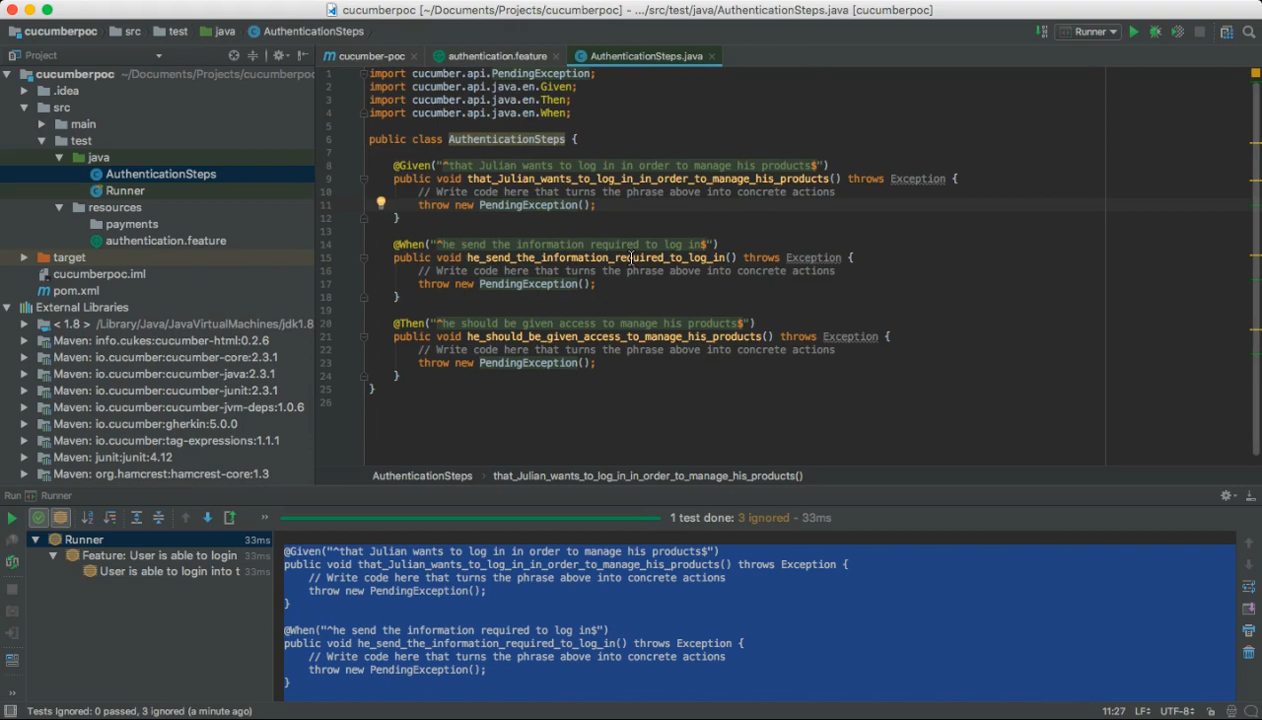 cucumberpoc [~/Documents/Projects/cucumberpoc] - .../src/test/java/AuthenticationSteps.java [cucumberpoc]
cucumberpoc src test java AuthenticationSteps Runner
Project
cucumber-poc authentication.feature AuthenticationSteps.java
cucumberpoc ~/Documents/Projects/cucumberpoc
.idea
src
main
test
java
AuthenticationSteps
Runner
resources
payments
authentication.feature
target
cucumberpoc.iml
pom.xml
External Libraries
< 1.8 > /Library/Java/JavaVirtualMachines/jdk1.8
Maven: info.cukes:cucumber-html:0.2.6
Maven: io.cucumber:cucumber-core:2.3.1
Maven: io.cucumber:cucumber-java:2.3.1
Maven: io.cucumber:cucumber-junit:2.3.1
Maven: io.cucumber:cucumber-jvm-deps:1.0.6
Maven: io.cucumber:gherkin:5.0.0
Maven: io.cucumber:tag-expressions:1.1.1
Maven: junit:junit:4.12
Maven: org.hamcrest:hamcrest-core:1.3
1 import cucumber.api.PendingException;
2 import cucumber.api.java.en.Given;
3 import cucumber.api.java.en.Then;
4 import cucumber.api.java.en.When;
5
6 public class AuthenticationSteps {
7
8 @Given("^that Julian wants to log in in order to manage his products$")
9 public void that_Julian_wants_to_log_in_in_order_to_manage_his_products() throws Exception {
10 // Write code here that turns the phrase above into concrete actions
11 throw new PendingException();
12 }
13
14 @When("^he send the information required to log in$")
15 public void he_send_the_information_required_to_log_in() throws Exception {
16 // Write code here that turns the phrase above into concrete actions
17 throw new PendingException();
18 }
19
20 @Then("^he should be given access to manage his products$")
21 public void he_should_be_given_access_to_manage_his_products() throws Exception {
22 // Write code here that turns the phrase above into concrete actions
23 throw new PendingException();
24 }
25 }
26
AuthenticationSteps that_Julian_wants_to_log_in_in_order_to_manage_his_products()
Run Runner
1 test done: 3 ignored - 33ms
Runner 33ms
Feature: User is able to login 33ms
User is able to login into t 33ms
@Given("^that Julian wants to log in in order to manage his products$")
public void that_Julian_wants_to_log_in_in_order_to_manage_his_products() throws Exception {
// Write code here that turns the phrase above into concrete actions
throw new PendingException();
}
@When("^he send the information required to log in$")
public void he_send_the_information_required_to_log_in() throws Exception {
// Write code here that turns the phrase above into concrete actions
throw new PendingException();
}
Tests Ignored: 0 passed, 3 ignored (a minute ago) 11:27 LF UTF-8